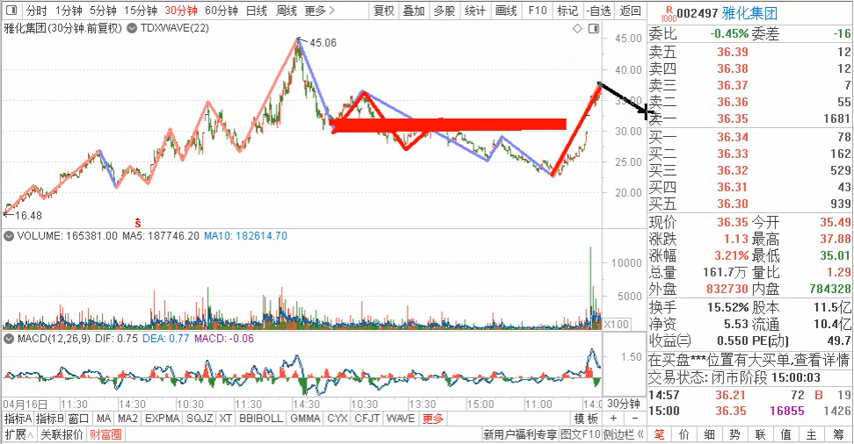 分时 1分钟 5分钟 15分钟 30分钟 60分钟 日线 周线 更多 > 复权 叠加 多股 统计 画线 F10 标记 -自选 返回
雅化集团(30分钟.前复权) TDXWAVE(22)
45.06
16.48
45.00
40.00
35.00
30.00
25.00
20.00
VOLUME: 165381.00 MA5: 187746.20 MA10: 182614.70
10000
5000
X100
MACD(12,26,9) DIF: 0.75 DEA: 0.77 MACD: -0.06
1.50
04月16日 11:30 13:30 11:30 14:30 10:30 13:30 15:00 11:30 14:0 30分钟
指标A 指标B 窗口 MA MA2 EXPMA SQJZ XT BBIBOLL GMMA CYX CFJT WAVE 更多 模板 + -
扩展∧ 关联报价 财富圈 新用户福利专享 图文F10 侧边栏 <<
R 1000 002497 雅化集团
委比 -0.45% 委差 -16
卖五 36.39 12
卖四 36.38 12
卖三 36.37 7
卖二 36.36 55
卖一 36.35 1681
买一 36.34 78
买二 36.33 162
买三 36.32 529
买四 36.31 43
买五 36.30 939
现价 36.35 今开 35.49
涨跌 1.13 最高 37.88
涨幅 3.21% 最低 35.01
总量 161.7万 量比 1.29
外盘 832730 内盘 784328
换手 15.52% 股本 11.5亿
净资 5.53 流通 10.4亿
收益㈢ 0.550 PE(动) 49.7
在买盘***位置有大买单,查看详情
交易状态: 闭市阶段 15:00:03
14:57 36.21 72 B 19
15:00 36.35 16855 1426
笔 价 细 势 联 值 主 筹